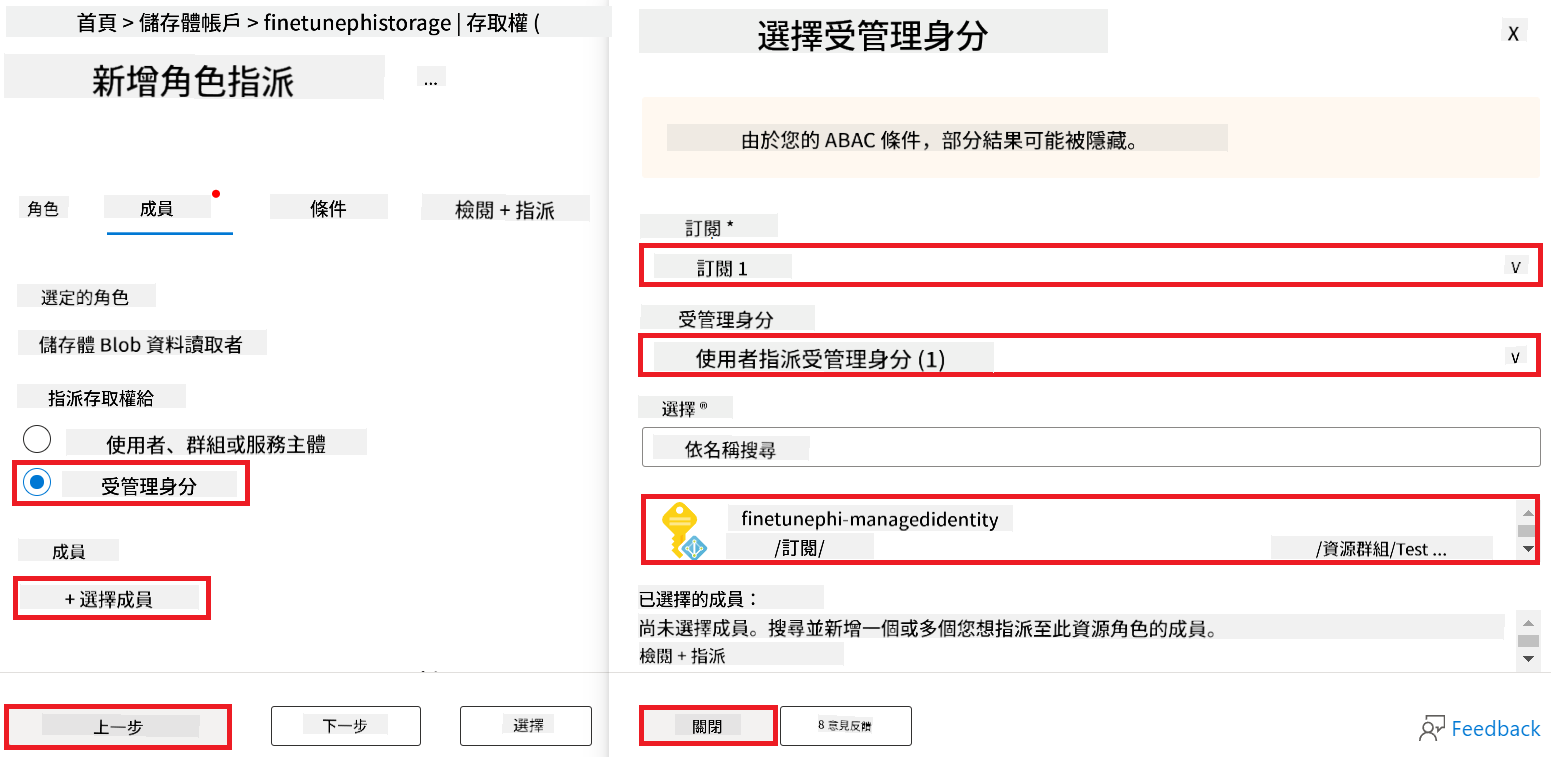 首頁 > 儲存體帳戶 > finetunephistorage | 存取權 (
新增角色指派
...
角色
成員
條件
檢閱 + 指派
選定的角色
儲存體 Blob 資料讀取者
指派存取權給
使用者、群組或服務主體
受管理身分
成員
+ 選擇成員
上一步
下一步
選擇
選擇受管理身分
X
由於您的 ABAC 條件，部分結果可能被隱藏。
訂閱 *
訂閱 1
V
受管理身分
使用者指派受管理身分 (1)
V
選擇 ®
依名稱搜尋
finetunephi-managedidentity
/訂閱/
/資源群組/Test ...
已選擇的成員：
尚未選擇成員。搜尋並新增一個或多個您想指派至此資源角色的成員。
檢閱 + 指派
關閉
8 意見反饋
Feedback